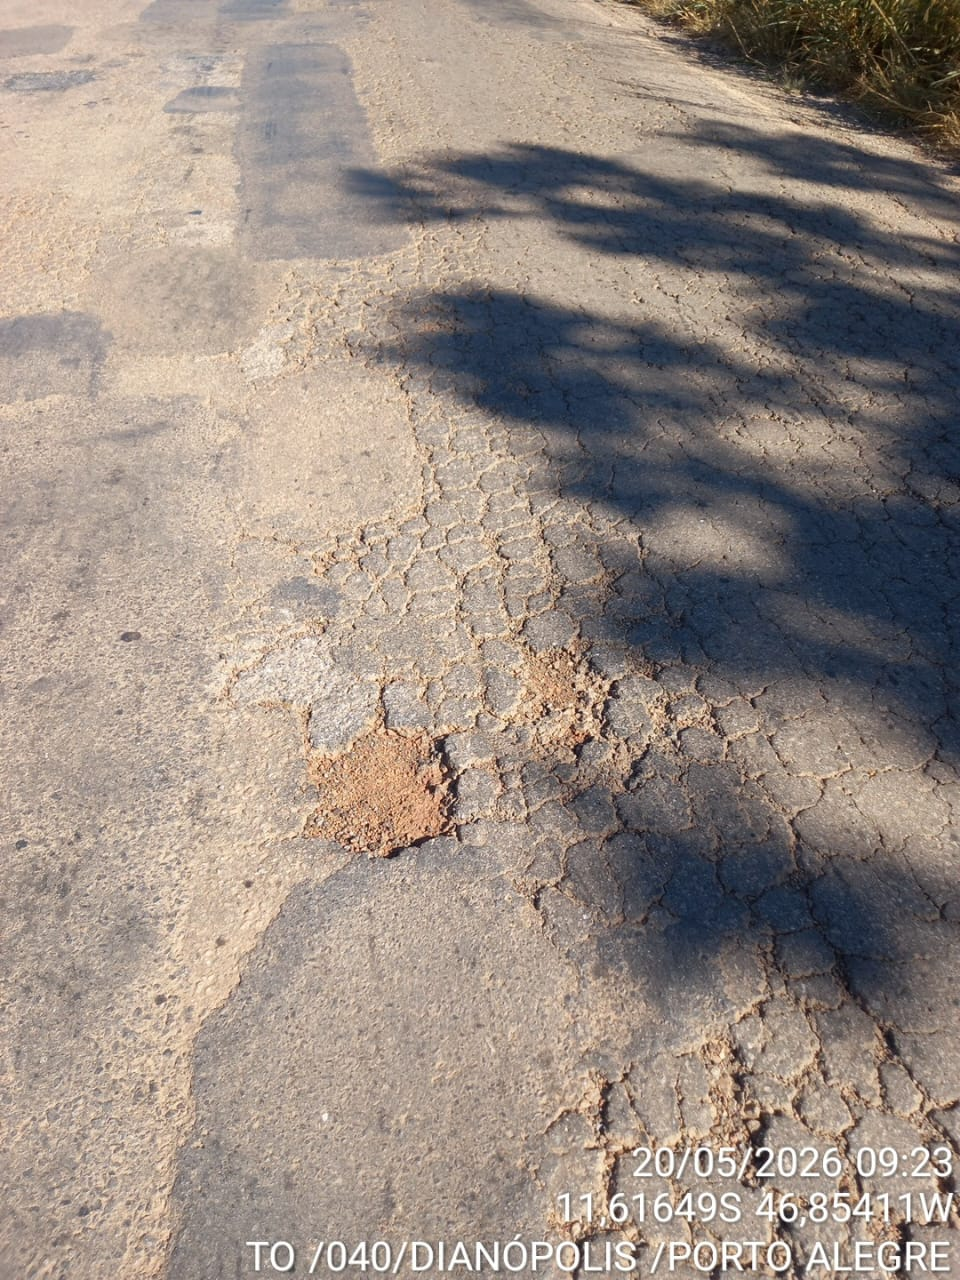 20/05/2026 09:23
11,61649S 46,85411W
TO /040/DIANÓPOLIS /PORTO ALEGRE